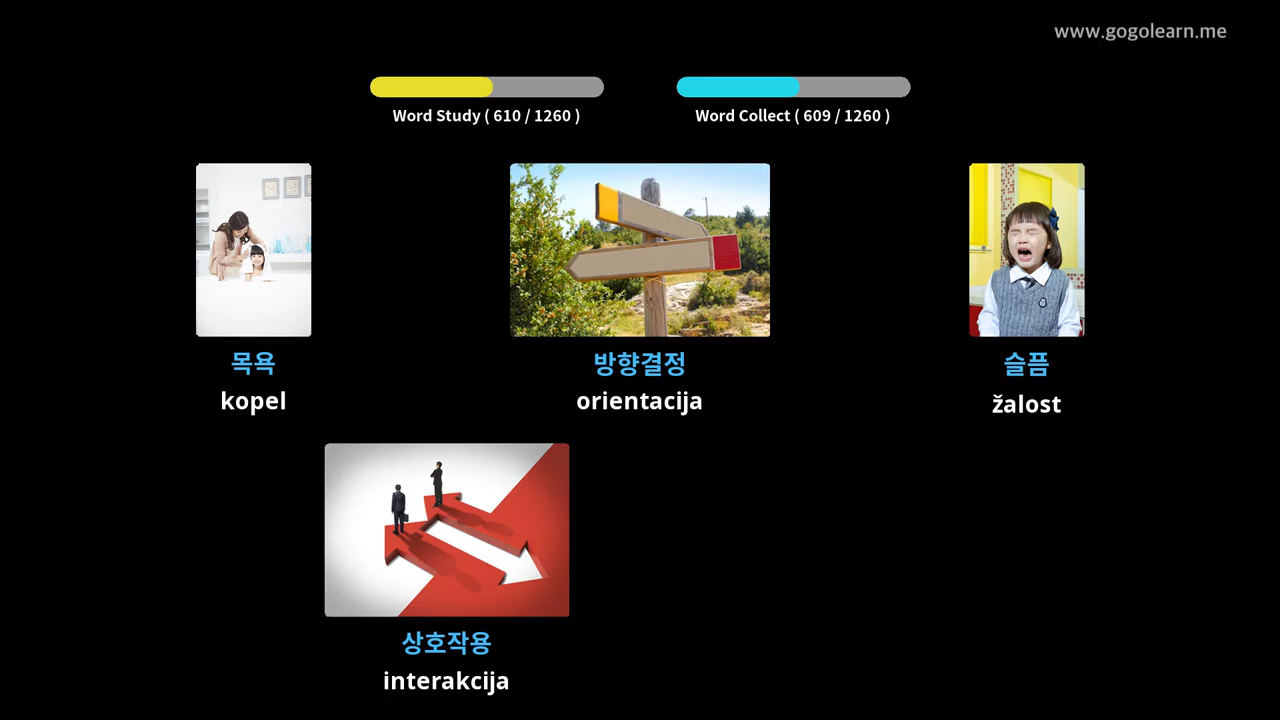 www.gogolearn.me
Word Study ( 610 / 1260 )
Word Collect ( 609 / 1260 )
목욕
kopel
방향결정
orientacija
슬픔
žalost
상호작용
interakcija